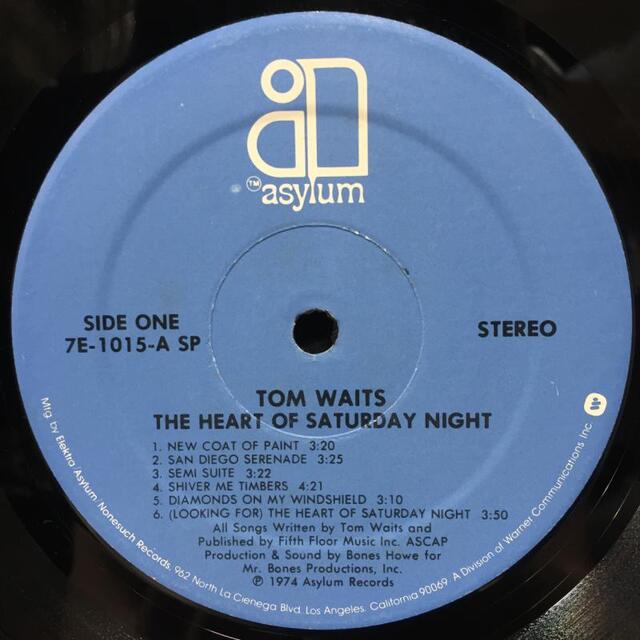 TM asylum
SIDE ONE
7E-1015-A SP
STEREO
TOM WAITS
THE HEART OF SATURDAY NIGHT
1. NEW COAT OF PAINT 3:20
2. SAN DIEGO SERENADE 3:25
3. SEMI SUITE 3:22
4. SHIVER ME TIMBERS 4:21
5. DIAMONDS ON MY WINDSHIELD 3:10
6. (LOOKING FOR) THE HEART OF SATURDAY NIGHT 3:50
All Songs Written by Tom Waits and
Published by Fifth Floor Music Inc. ASCAP
Production & Sound by Bones Howe for
Mr. Bones Productions, Inc.
℗ 1974 Asylum Records
Mfg by Elektra/Asylum/Nonesuch Records, 962 North La Cienega Blvd. Los Angeles, California 90069 A Division of Warner Communications Inc.